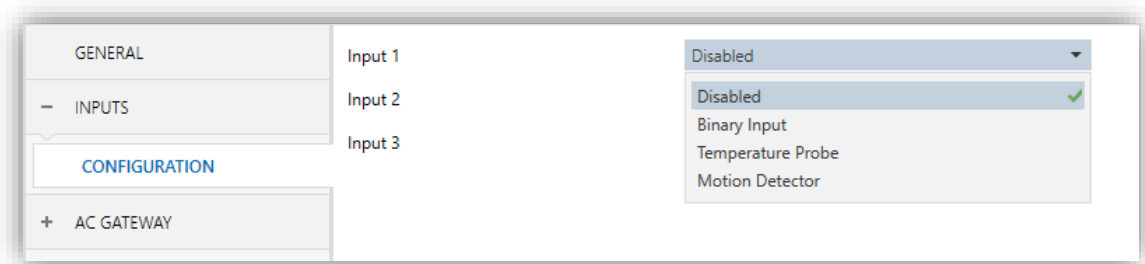 GENERAL
− INPUTS
CONFIGURATION
+ AC GATEWAY
Input 1
Disabled
Input 2
Input 3
Disabled
Binary Input
Temperature Probe
Motion Detector